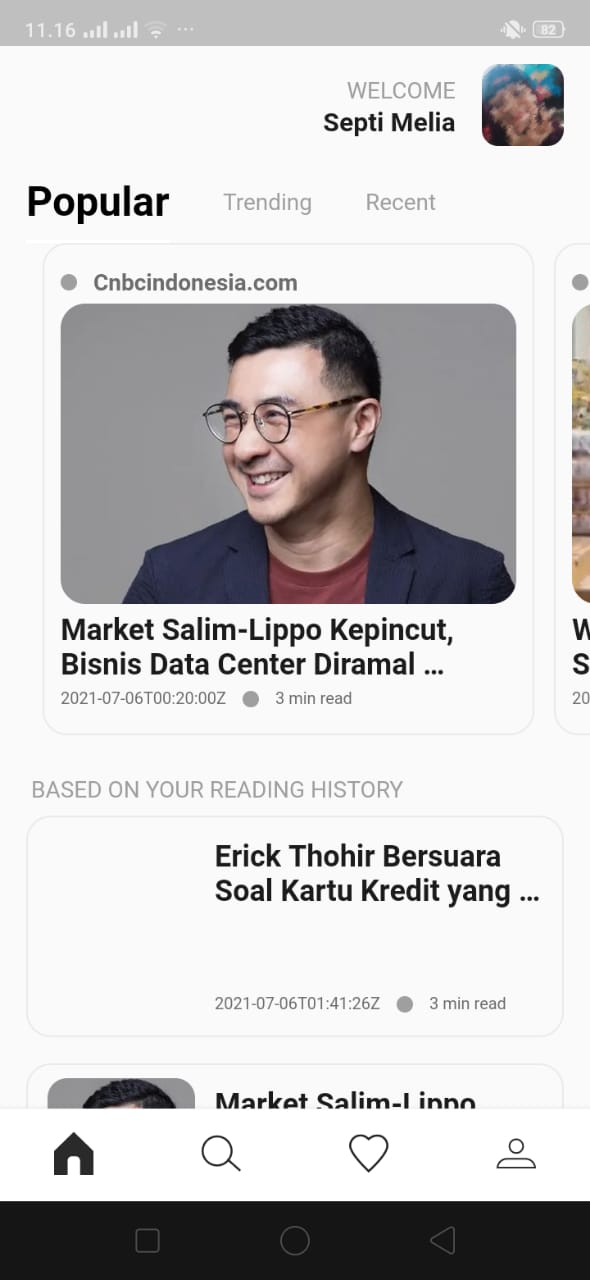 11.16
82
WELCOME
Septi Melia
Popular Trending Recent
Cnbcindonesia.com
Market Salim-Lippo Kepincut,
Bisnis Data Center Diramal ...
2021-07-06T00:20:00Z 3 min read
W
S
20
BASED ON YOUR READING HISTORY
Erick Thohir Bersuara
Soal Kartu Kredit yang ...
2021-07-06T01:41:26Z 3 min read
Market Salim-Lippo